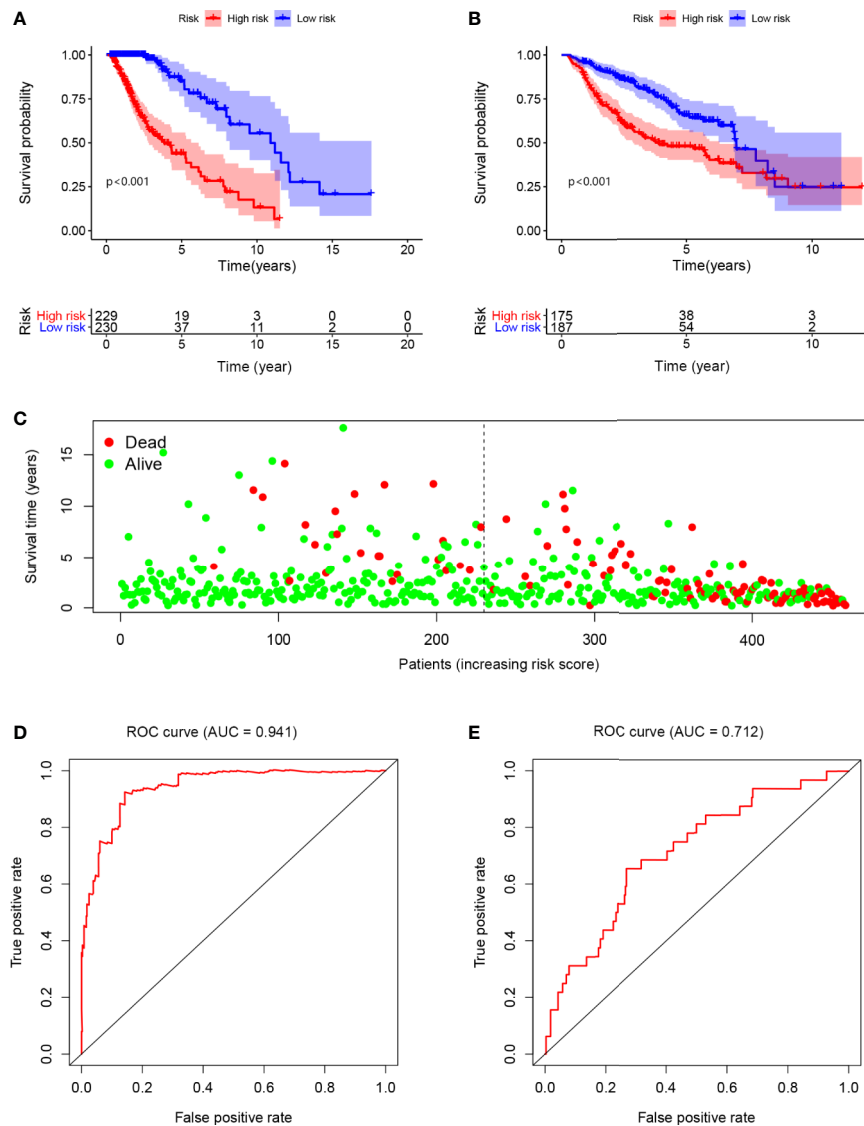 A
Risk High risk Low risk
1.00
0.75
0.50
0.25
0.00
Survival probability
p<0.001
0 5 10 15 20
Time(years)
Risk
High risk 229 19 3 0 0
Low risk 230 37 11 2 0
0 5 10 15 20
Time (year)
B
Risk High risk Low risk
1.00
0.75
0.50
0.25
0.00
Survival probability
p<0.001
0 5 10
Time(years)
Risk
High risk 175 38 3
Low risk 187 54 2
0 5 10
Time (year)
C
Dead
Alive
15
10
5
0
Survival time (years)
0 100 200 300 400
Patients (increasing risk score)
D
ROC curve (AUC = 0.941)
1.0
0.8
0.6
0.4
0.2
0.0
True positive rate
0.0 0.2 0.4 0.6 0.8 1.0
False positive rate
E
ROC curve (AUC = 0.712)
1.0
0.8
0.6
0.4
0.2
0.0
True positive rate
0.0 0.2 0.4 0.6 0.8 1.0
False positive rate